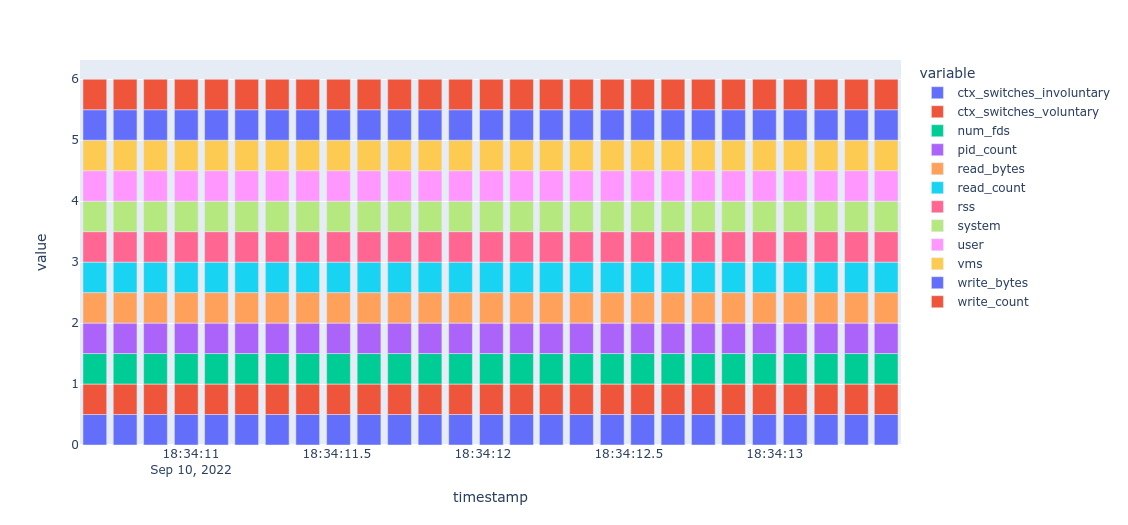 variable
ctx_switches_involuntary
ctx_switches_voluntary
num_fds
pid_count
read_bytes
read_count
rss
system
user
vms
write_bytes
write_count
value
6
5
4
3
2
1
0
18:34:11 18:34:11.5 18:34:12 18:34:12.5 18:34:13
Sep 10, 2022
timestamp